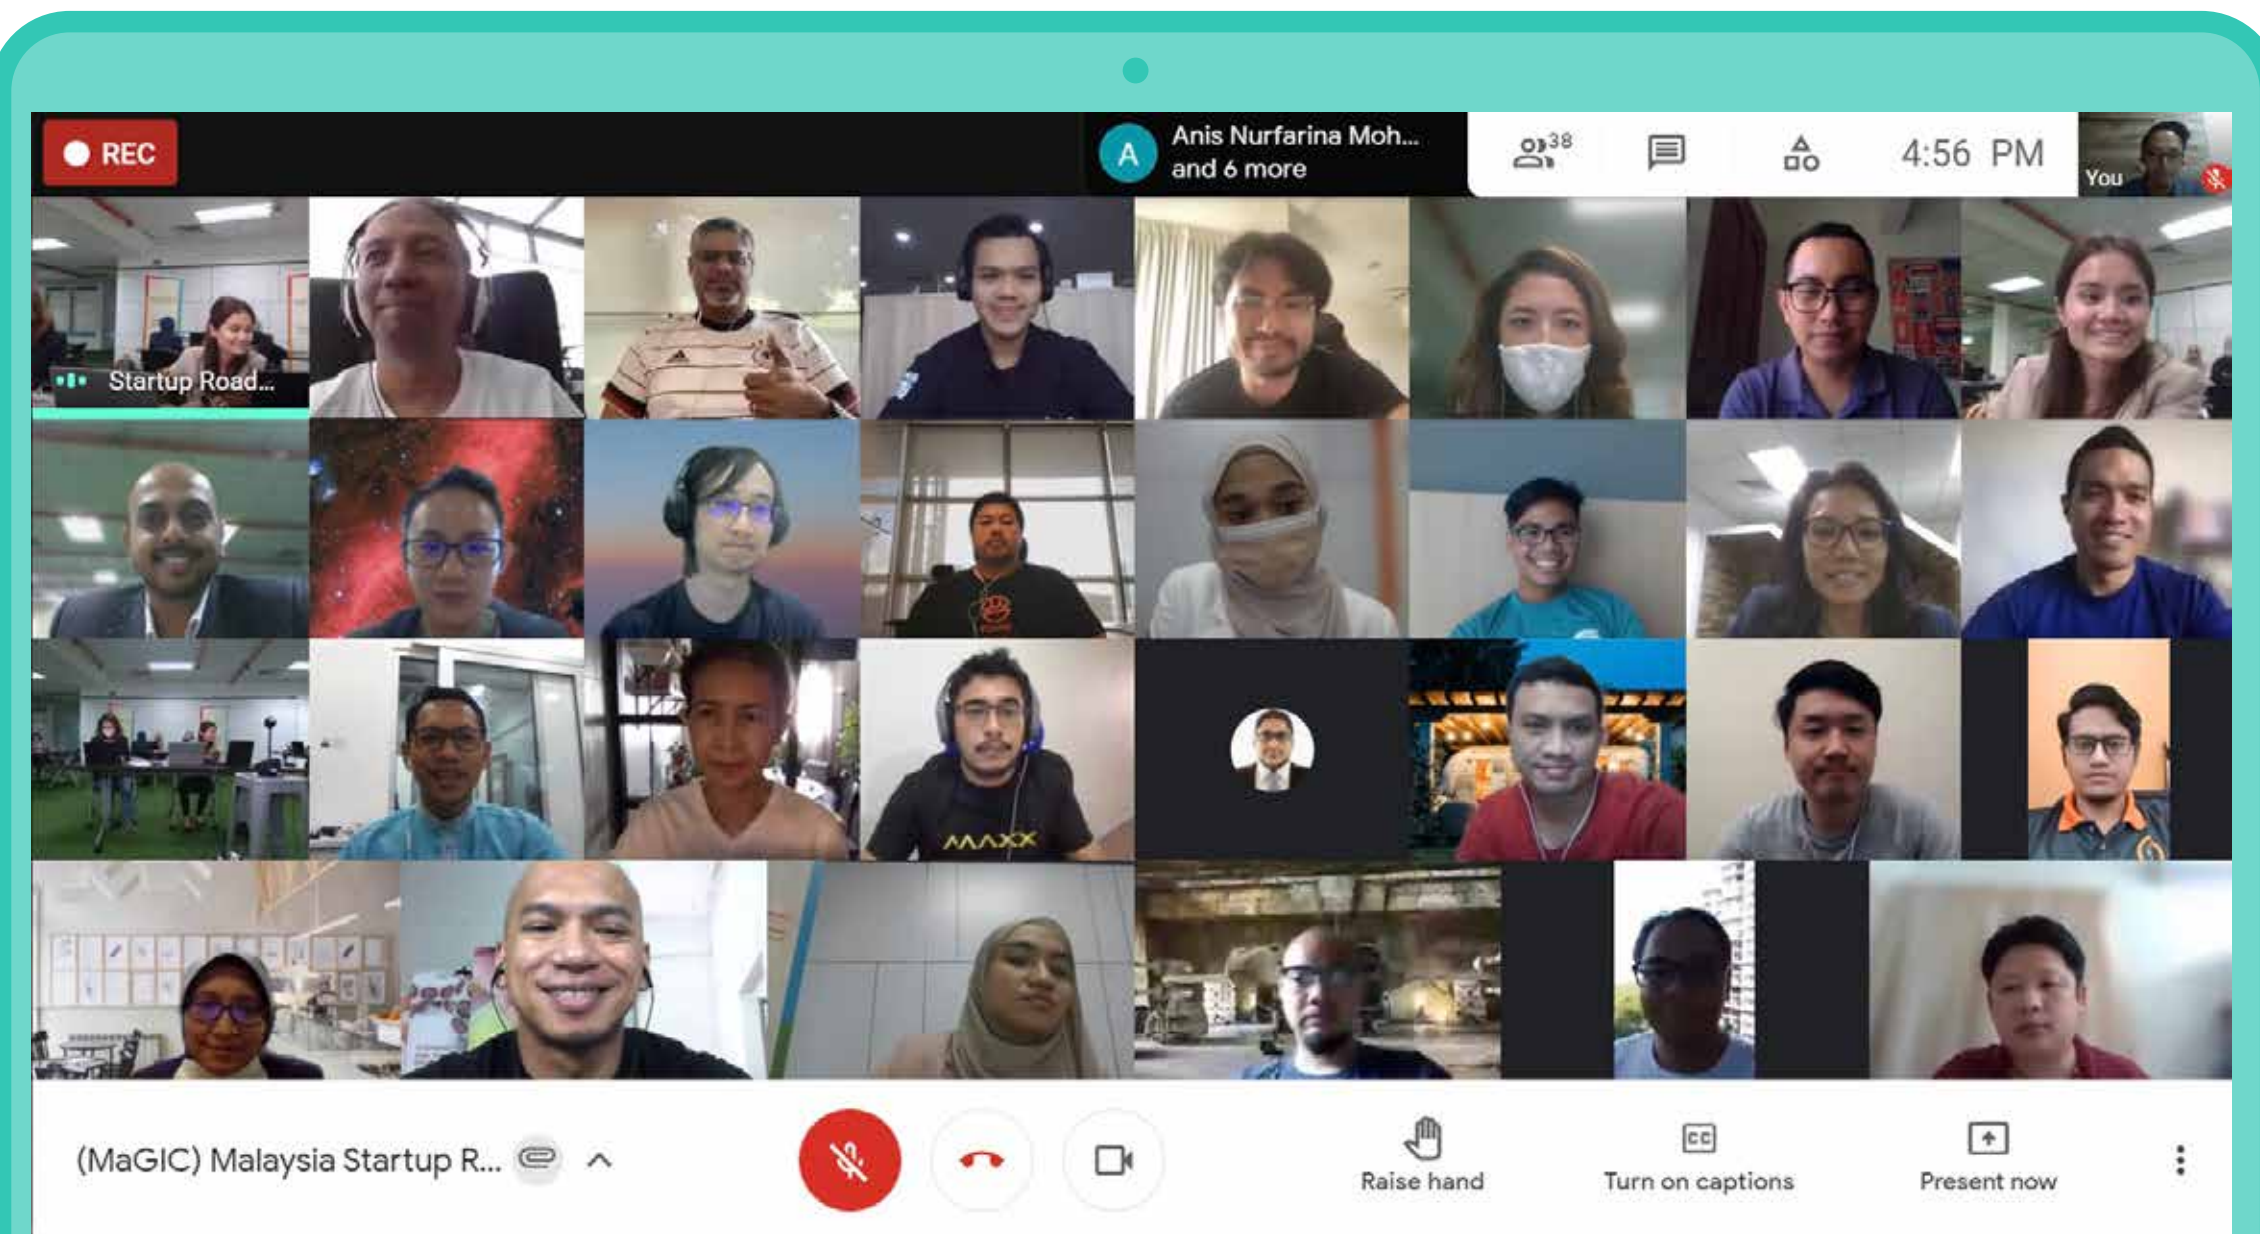 REC
A
Anis Nurfarina Moh...
and 6 more
38
4:56 PM
You
Startup Road...
MAXX
(MaGIC) Malaysia Startup R...
CC
Raise hand
Turn on captions
Present now